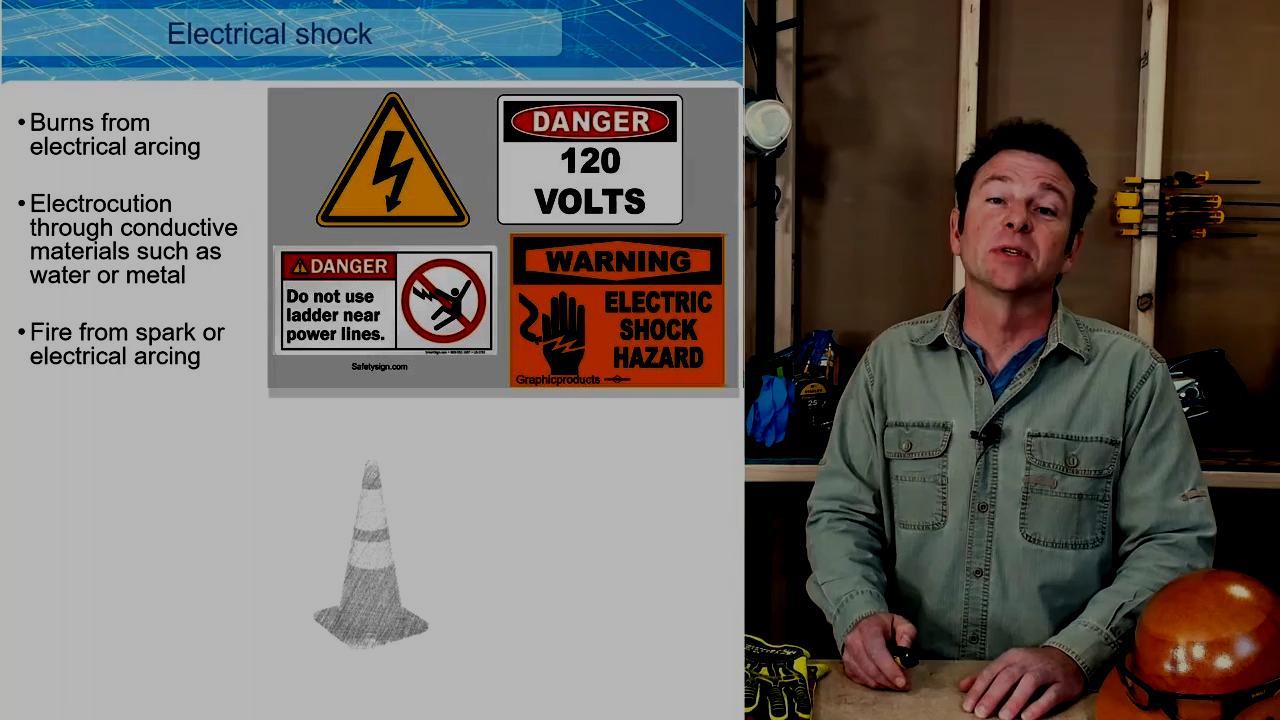 Electrical shock
•Burns from
electrical arcing
•Electrocution
through conductive
materials such as
water or metal
•Fire from spark or
electrical arcing
DANGER
120
VOLTS
DANGER
Do not use
ladder near
power lines.
Safetysign.com
WARNING
ELECTRIC
SHOCK
HAZARD
Graphicproducts
STANLEY
25